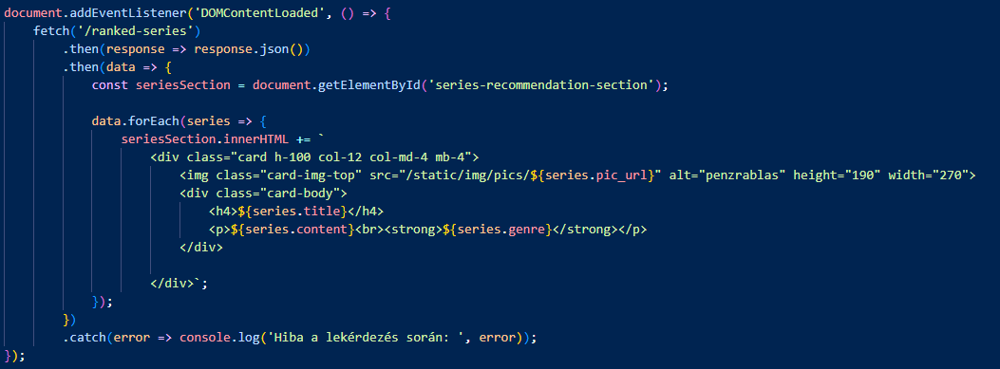 document.addEventListener('DOMContentLoaded', () => {
    fetch('/ranked-series')
        .then(response => response.json())
        .then(data => {
            const seriesSection = document.getElementById('series-recommendation-section');

            data.forEach(series => {
                seriesSection.innerHTML += `
                    <div class="card h-100 col-12 col-md-4 mb-4">
                        <img class="card-img-top" src="/static/img/pics/${series.pic_url}" alt="penzrablas" height="190" width="270">
                        <div class="card-body">
                            <h4>${series.title}</h4>
                            <p>${series.content}<br><strong>${series.genre}</strong></p>
                        </div>

                    </div>`;
            });
        })
        .catch(error => console.log('Hiba a lekérdezés során: ', error));
});